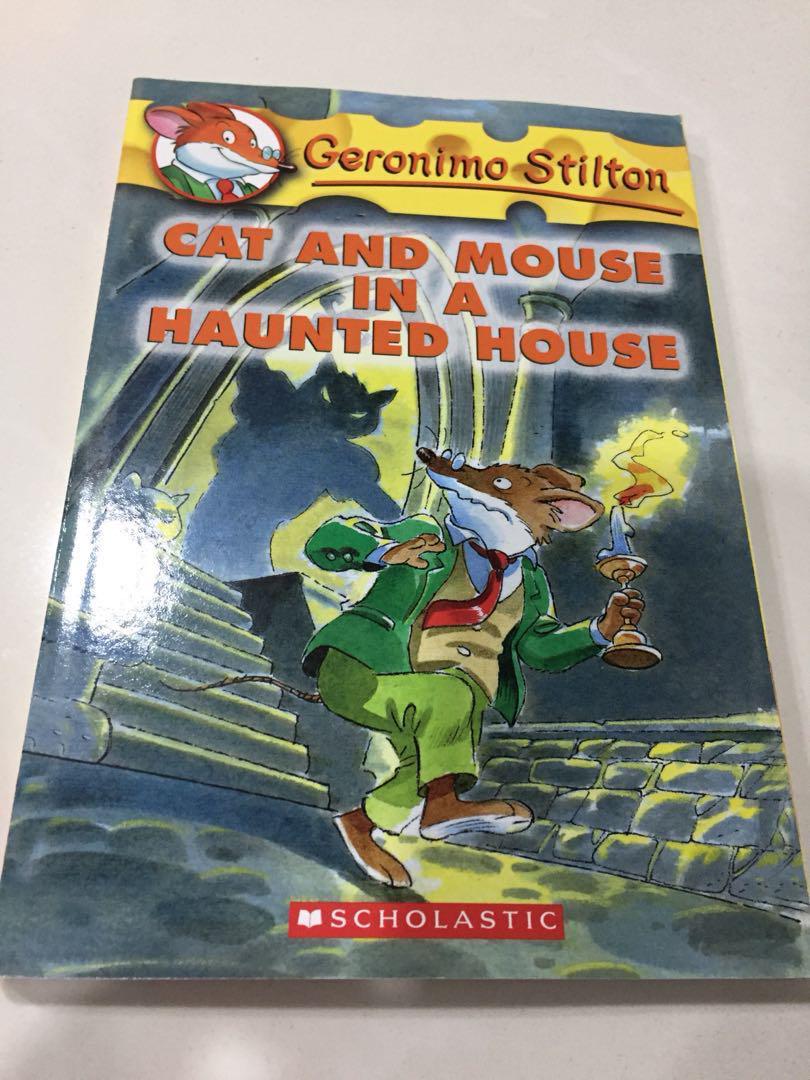 Geronimo Stilton
CAT AND MOUSE
IN A
HAUNTED HOUSE
SCHOLASTIC